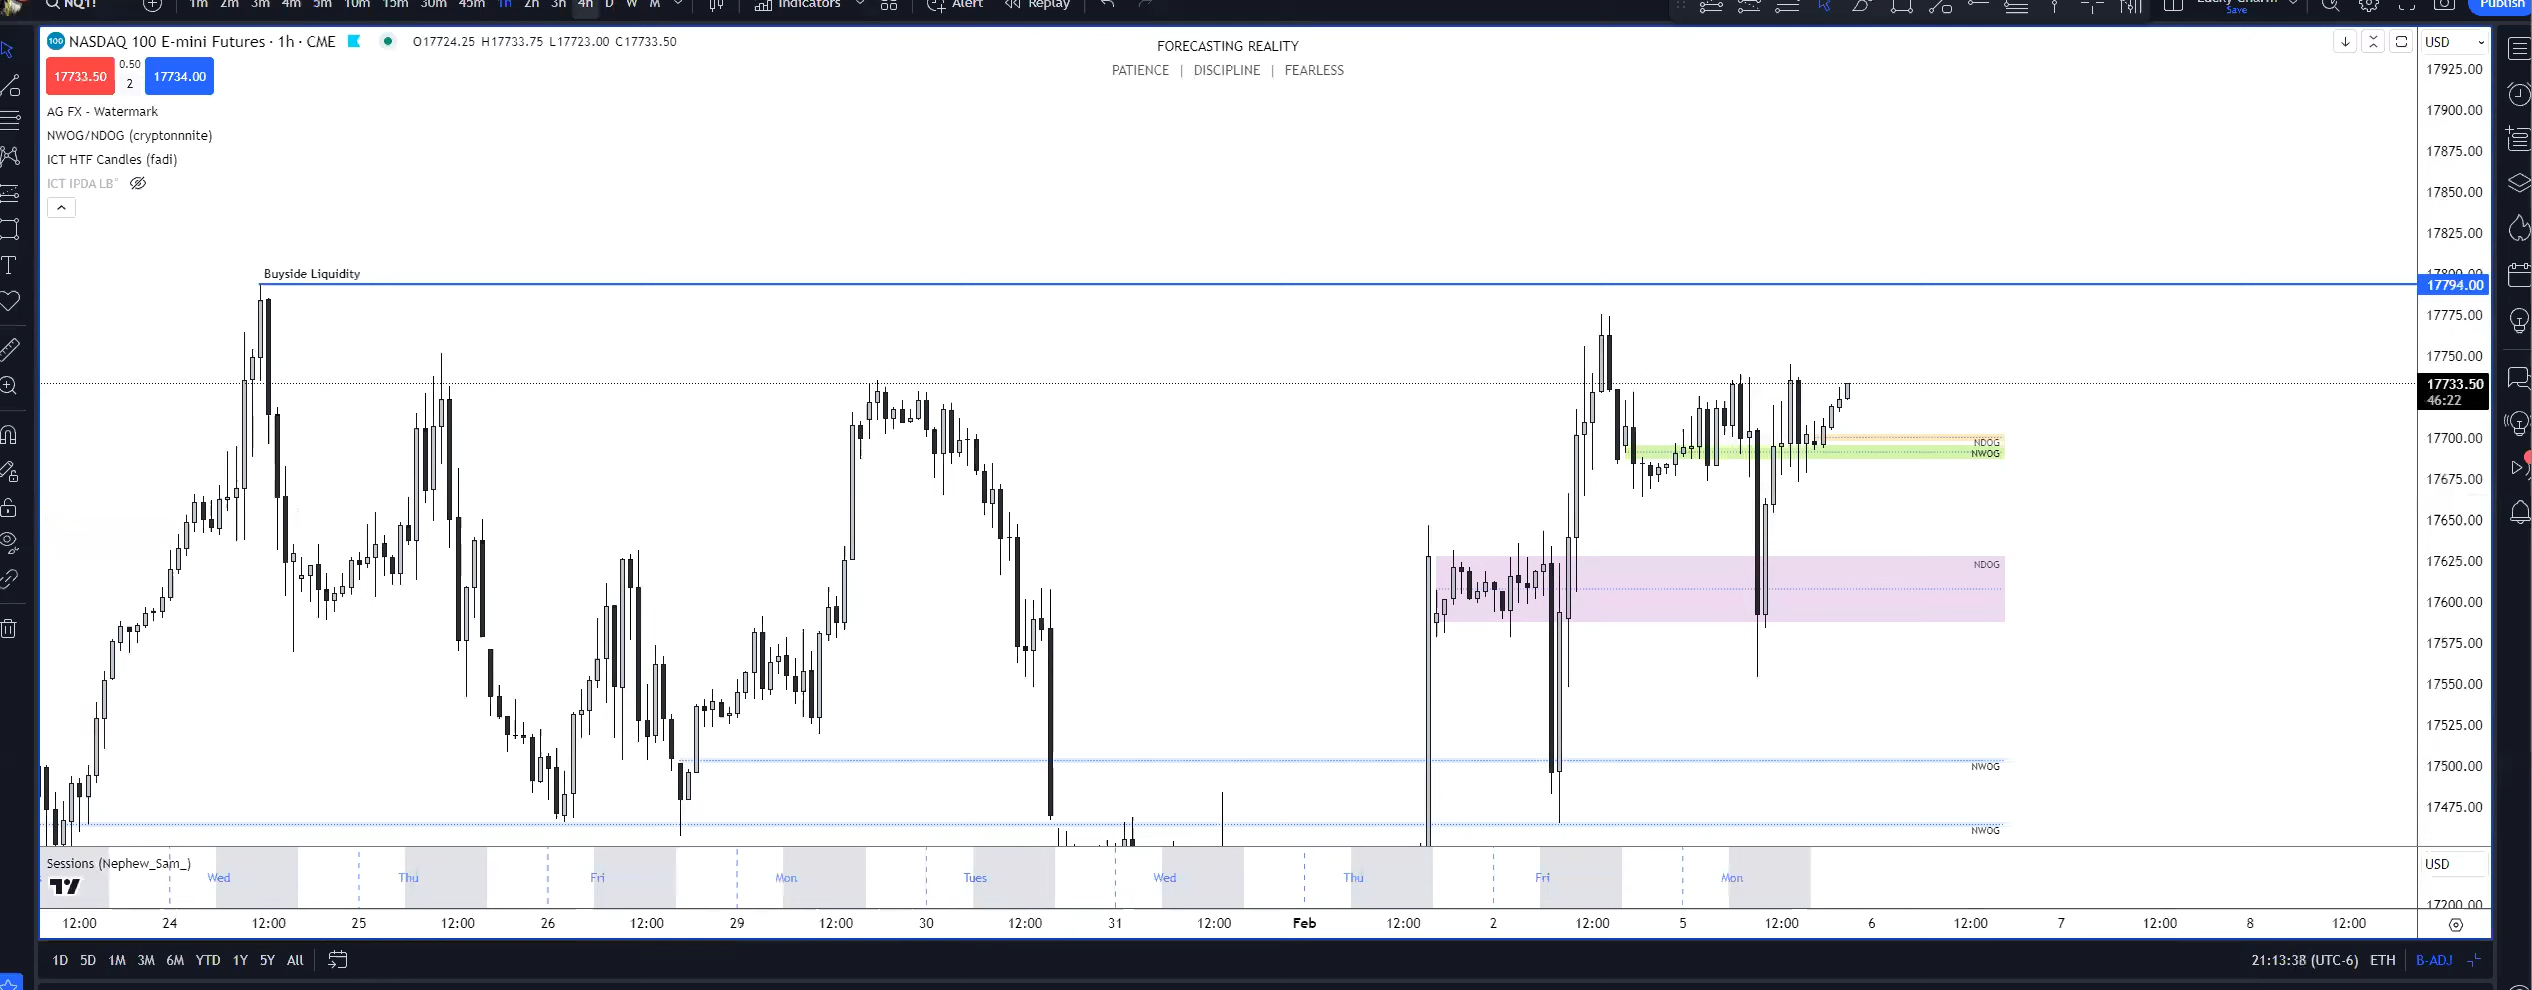 NQ1! 1m 2m 3m 4m 5m 10m 15m 30m 45m 1h 2h 3h 4h D W M Indicators Alert Replay Save Publish
NASDAQ 100 E-mini Futures · 1h · CME O17724.25 H17733.75 L17723.00 C17733.50
17733.50 0.50 2 17734.00
AG FX - Watermark
NWOG/NDOG (cryptonnnite)
ICT HTF Candles (fadi)
ICT IPDA LB°
FORECASTING REALITY
PATIENCE | DISCIPLINE | FEARLESS
USD
17925.00
17900.00
17875.00
17850.00
17825.00
17800.00
17794.00
17775.00
17750.00
17733.50
46:22
17700.00
17675.00
17650.00
17625.00
17600.00
17575.00
17550.00
17525.00
17500.00
17475.00
Buyside Liquidity
NDOG
NWOG
NDOG
NWOG
NWOG
Sessions (Nephew_Sam_)
USD
17200.00
Wed Thu Fri Mon Tues Wed Thu Fri Mon
12:00 24 12:00 25 12:00 26 12:00 29 12:00 30 12:00 31 12:00 Feb 12:00 2 12:00 5 12:00 6 12:00 7 12:00 8 12:00
1D 5D 1M 3M 6M YTD 1Y 5Y All
21:13:38 (UTC-6) ETH B-ADJ